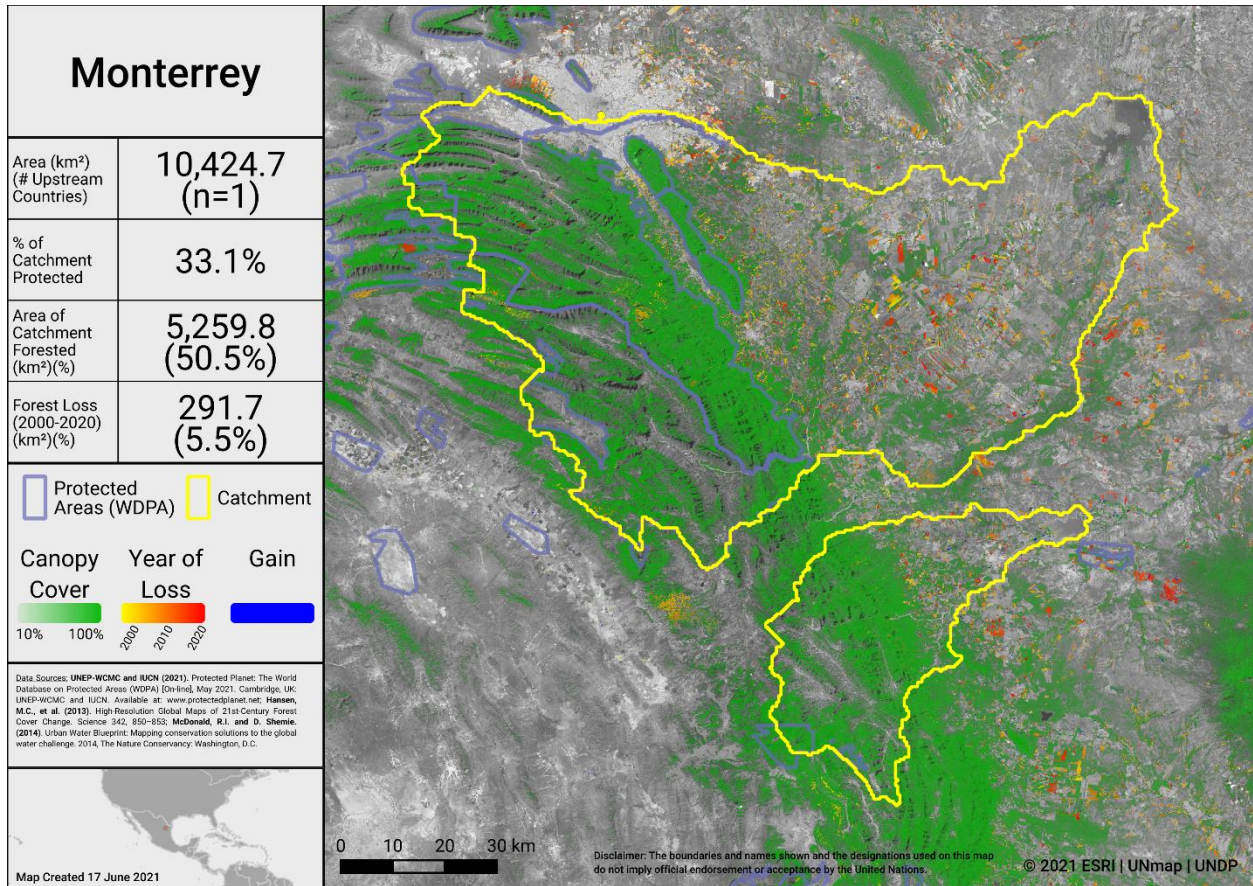 Monterrey
Area (km²)
(# Upstream
Countries)
10,424.7
(n=1)
% of
Catchment
Protected
33.1%
Area of
Catchment
Forested
(km²)(%)
5,259.8
(50.5%)
Forest Loss
(2000-2020)
(km²)(%)
291.7
(5.5%)
Protected
Areas (WDPA)
Catchment
Canopy
Cover
10% 100%
Year of
Loss
2000 2010 2020
Gain
Data Sources: UNEP-WCMC and IUCN (2021). Protected Planet: The World
Database on Protected Areas (WDPA) [On-line], May 2021. Cambridge, UK:
UNEP-WCMC and IUCN. Available at: www.protectedplanet.net; Hansen,
M.C., et al. (2013). High-Resolution Global Maps of 21st-Century Forest
Cover Change. Science 342, 850–853; McDonald, R.I. and D. Shemie.
(2014). Urban Water Blueprint: Mapping conservation solutions to the global
water challenge. 2014, The Nature Conservancy: Washington, D.C.
Map Created 17 June 2021
0 10 20 30 km
Disclaimer: The boundaries and names shown and the designations used on this map
do not imply official endorsement or acceptance by the United Nations.
© 2021 ESRI | UNmap | UNDP